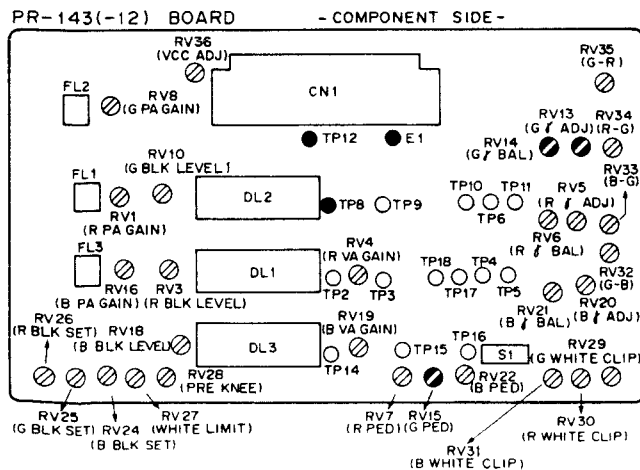 PR-143(-12) BOARD -COMPONENT SIDE-
RV36
(VCC ADJ)
RV35
(G-R)
FL2
RV8
(G PA GAIN)
CN1
RV13
(G γ ADJ)
RV34
(R-G)
RV14
(G γ BAL)
TP12
E1
RV33
(B-G)
RV10
(G BLK LEVEL)
FL1
RV1
(R PA GAIN)
DL2
TP8
TP9
TP10
TP11
TP6
RV5
(R γ ADJ)
RV6
(R γ BAL)
FL3
RV16
(B PA GAIN)
RV3
(R BLK LEVEL)
DL1
RV4
(R VA GAIN)
TP2
TP3
TP18
TP4
TP17
TP5
RV32
(G-B)
RV20
(B γ ADJ)
RV21
(B γ BAL)
RV26
(R BLK SET)
RV18
(B BLK LEVEL)
DL3
RV19
(B VA GAIN)
TP14
TP15
TP16
S1
RV29
(G WHITE CLIP)
RV28
(PRE KNEE)
RV22
(B PED)
RV25
(G BLK SET)
RV24
(B BLK SET)
RV27
(WHITE LIMIT)
RV7
(R PED)
RV15
(G PED)
RV30
(R WHITE CLIP)
RV31
(B WHITE CLIP)